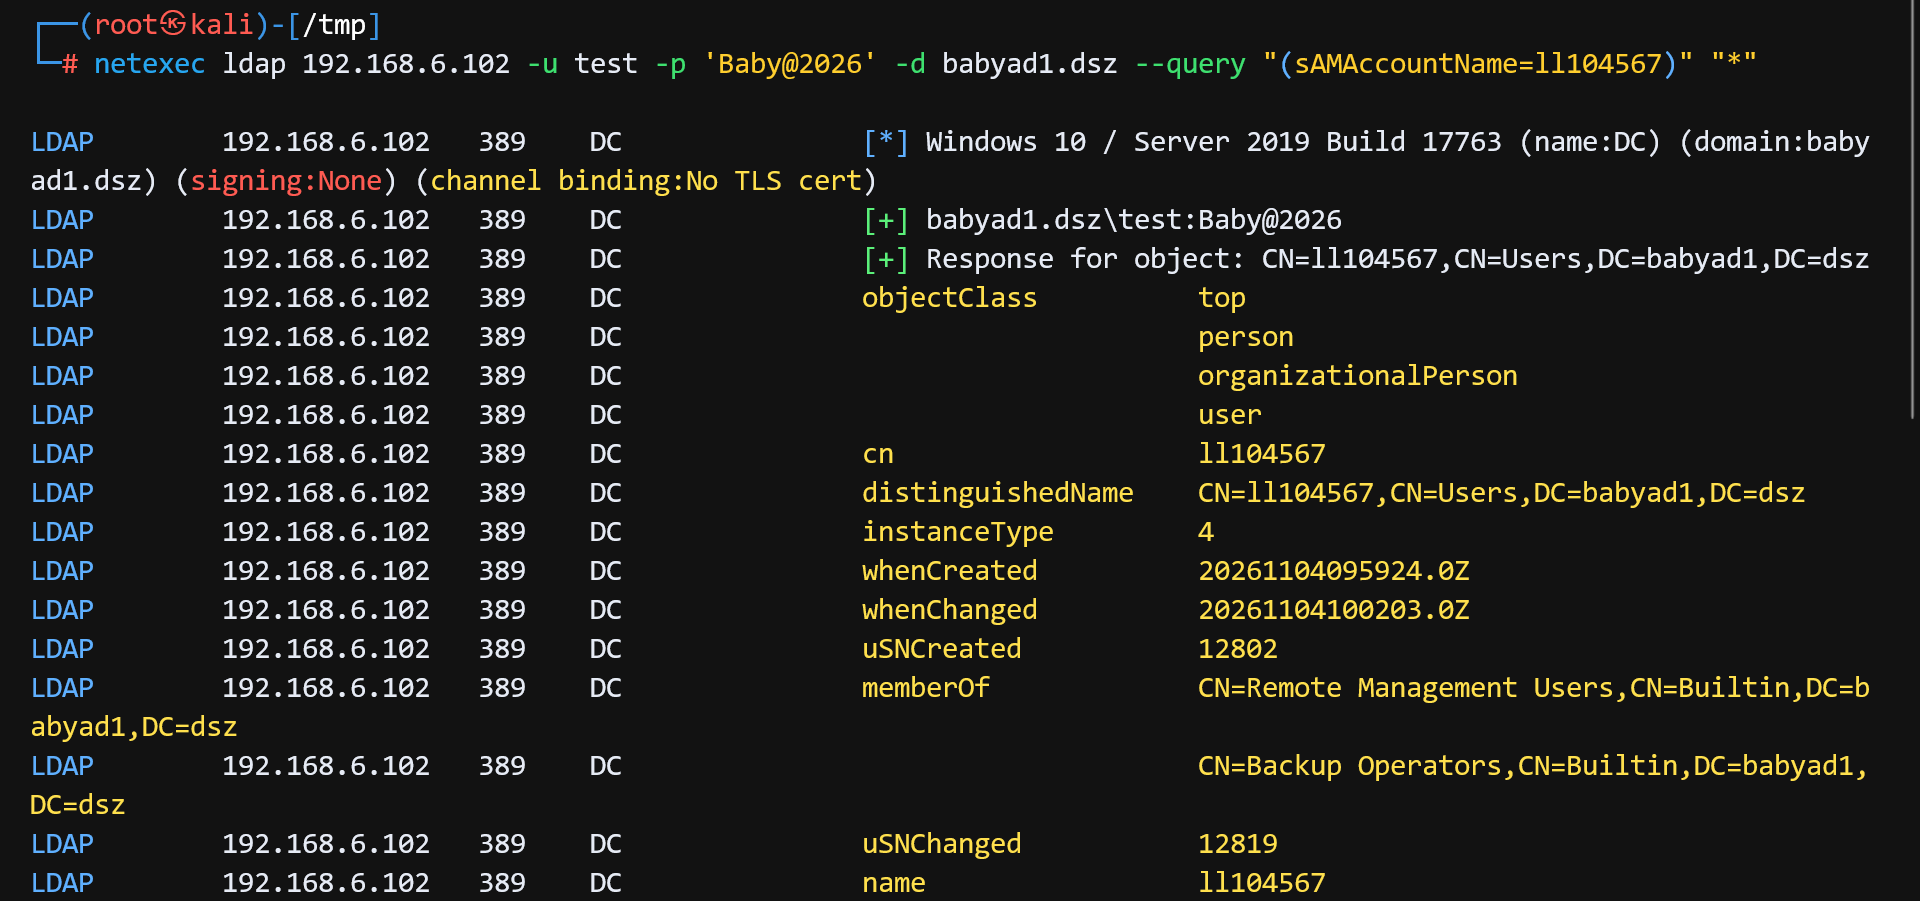 ┌──(root㉿kali)-[/tmp]
└─# netexec ldap 192.168.6.102 -u test -p 'Baby@2026' -d babyad1.dsz --query "(sAMAccountName=ll104567)" "*"
LDAP 192.168.6.102 389 DC [*] Windows 10 / Server 2019 Build 17763 (name:DC) (domain:baby
ad1.dsz) (signing:None) (channel binding:No TLS cert)
LDAP 192.168.6.102 389 DC [+] babyad1.dsz\test:Baby@2026
LDAP 192.168.6.102 389 DC [+] Response for object: CN=ll104567,CN=Users,DC=babyad1,DC=dsz
LDAP 192.168.6.102 389 DC objectClass top
LDAP 192.168.6.102 389 DC person
LDAP 192.168.6.102 389 DC organizationalPerson
LDAP 192.168.6.102 389 DC user
LDAP 192.168.6.102 389 DC cn ll104567
LDAP 192.168.6.102 389 DC distinguishedName CN=ll104567,CN=Users,DC=babyad1,DC=dsz
LDAP 192.168.6.102 389 DC instanceType 4
LDAP 192.168.6.102 389 DC whenCreated 20261104095924.0Z
LDAP 192.168.6.102 389 DC whenChanged 20261104100203.0Z
LDAP 192.168.6.102 389 DC uSNCreated 12802
LDAP 192.168.6.102 389 DC memberOf CN=Remote Management Users,CN=Builtin,DC=b
abyad1,DC=dsz
LDAP 192.168.6.102 389 DC CN=Backup Operators,CN=Builtin,DC=babyad1,
DC=dsz
LDAP 192.168.6.102 389 DC uSNChanged 12819
LDAP 192.168.6.102 389 DC name ll104567